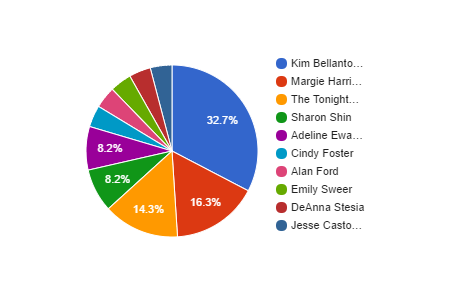 32.7%
16.3%
14.3%
8.2%
8.2%
Kim Bellanto...
Margie Harri...
The Tonight...
Sharon Shin
Adeline Ewa...
Cindy Foster
Alan Ford
Emily Sweer
DeAnna Stesia
Jesse Casto...